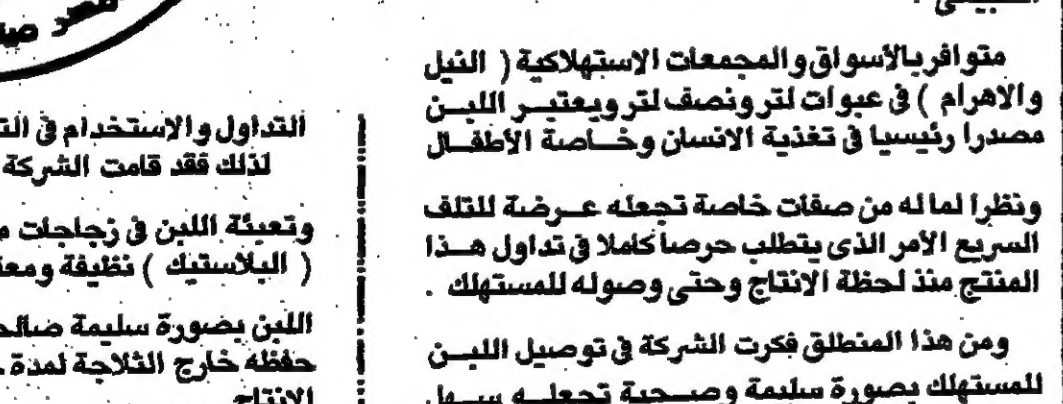 متوافر بالأسواق والمجمعات الاستهلاكية ( النيل
والاهرام ) فى عبوات لتر ونصف لتر ويعتبر اللبن
مصدرا رئيسيا فى تغذية الانسان وخاصة الأطفال
ونظرا لما له من صفات خاصة تجعله عرضة للتلف
السريع الأمر الذى يتطلب حرصا كاملا فى تداول هذا
المنتج منذ لحظة الانتاج وحتى وصوله للمستهلك .
ومن هذا المنطلق فكرت الشركة فى توصيل اللبن
للمستهلك بصورة سليمة وصحية تجعله سهل
مصر
التداول والإستخدام فى
لذلك فقد قامت الشركة
وتعبئة اللبن فى زجاجات
( البلاستيك ) نظيفة
اللبن بصورة سليمة
حفظه خارج الثلاجة لمدة
الانتاج